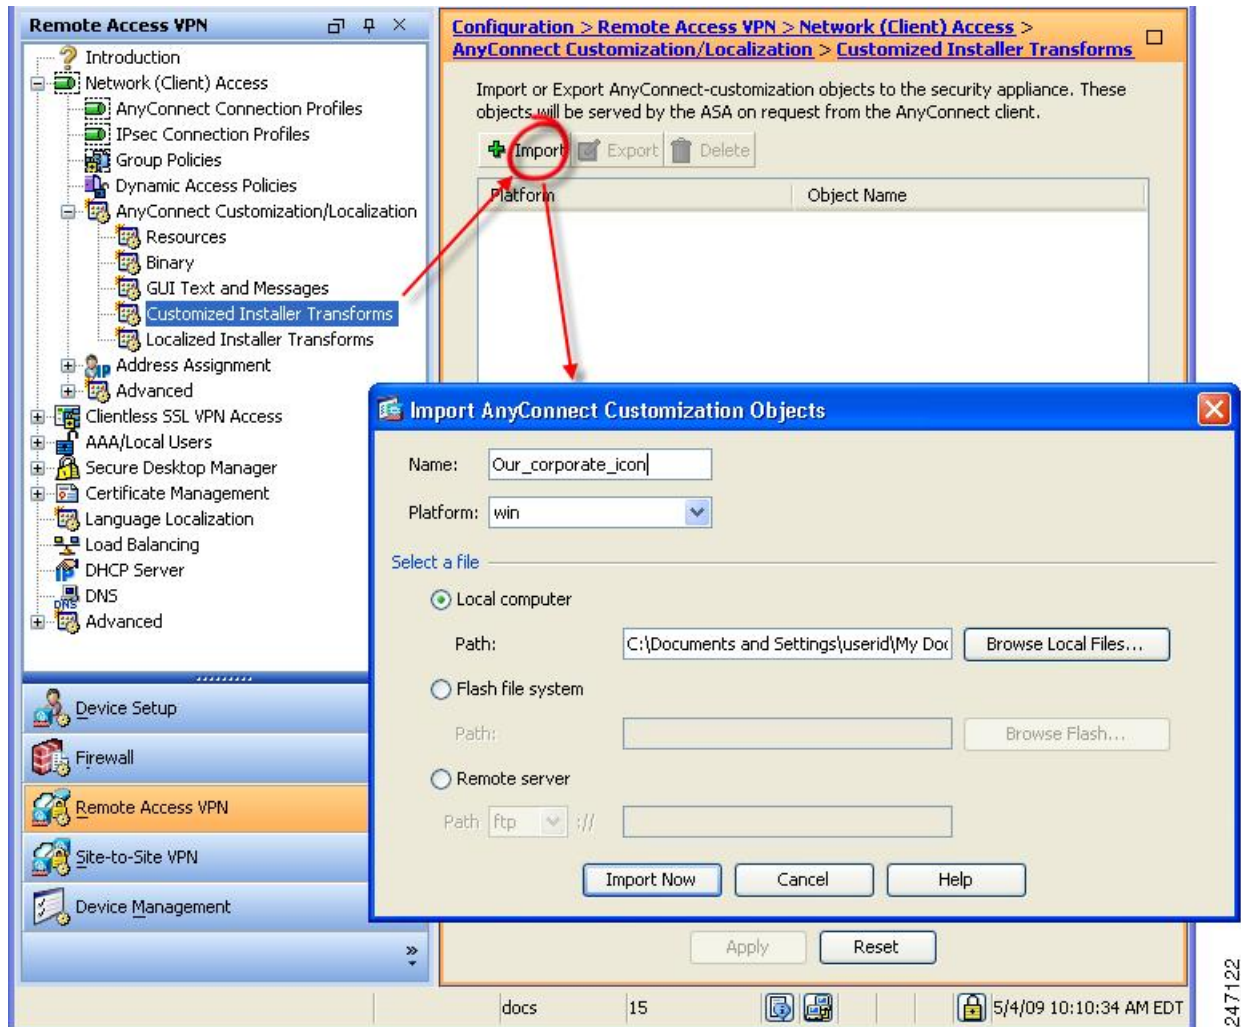 Remote Access VPN
Introduction
Network (Client) Access
AnyConnect Connection Profiles
IPsec Connection Profiles
Group Policies
Dynamic Access Policies
AnyConnect Customization/Localization
Resources
Binary
GUI Text and Messages
Customized Installer Transforms
Localized Installer Transforms
Address Assignment
Advanced
Clientless SSL VPN Access
AAA/Local Users
Secure Desktop Manager
Certificate Management
Language Localization
Load Balancing
DHCP Server
DNS
Advanced
Device Setup
Firewall
Remote Access VPN
Site-to-Site VPN
Device Management
Configuration > Remote Access VPN > Network (Client) Access >
AnyConnect Customization/Localization > Customized Installer Transforms
Import or Export AnyConnect-customization objects to the security appliance. These
objects will be served by the ASA on request from the AnyConnect client.
Import Export Delete
Platform Object Name
Import AnyConnect Customization Objects
Name: Our_corporate_icon
Platform: win
Select a file
Local computer
Path: C:\Documents and Settings\userid\My Doc Browse Local Files...
Flash file system
Path: Browse Flash...
Remote server
Path ftp ://
Import Now Cancel Help
Apply Reset
docs 15 5/4/09 10:10:34 AM EDT
247122